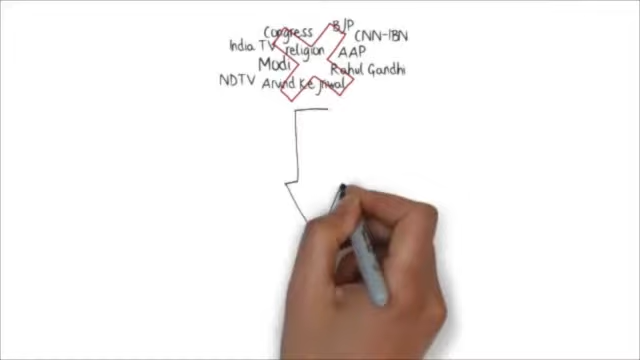 Congress BJP
CNN-IBN
India TV religion AAP
Modi Rahul Gandhi
NDTV Arvind Kejriwal